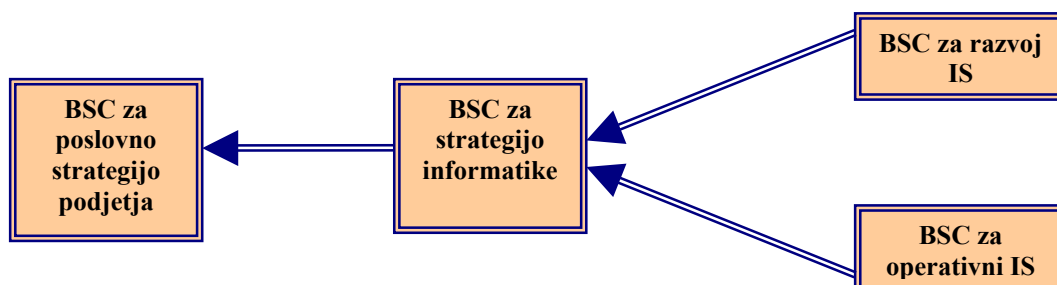 BSC za
poslovno
strategijo
podjetja
BSC za
strategijo
informatike
BSC za razvoj
IS
BSC za
operativni IS